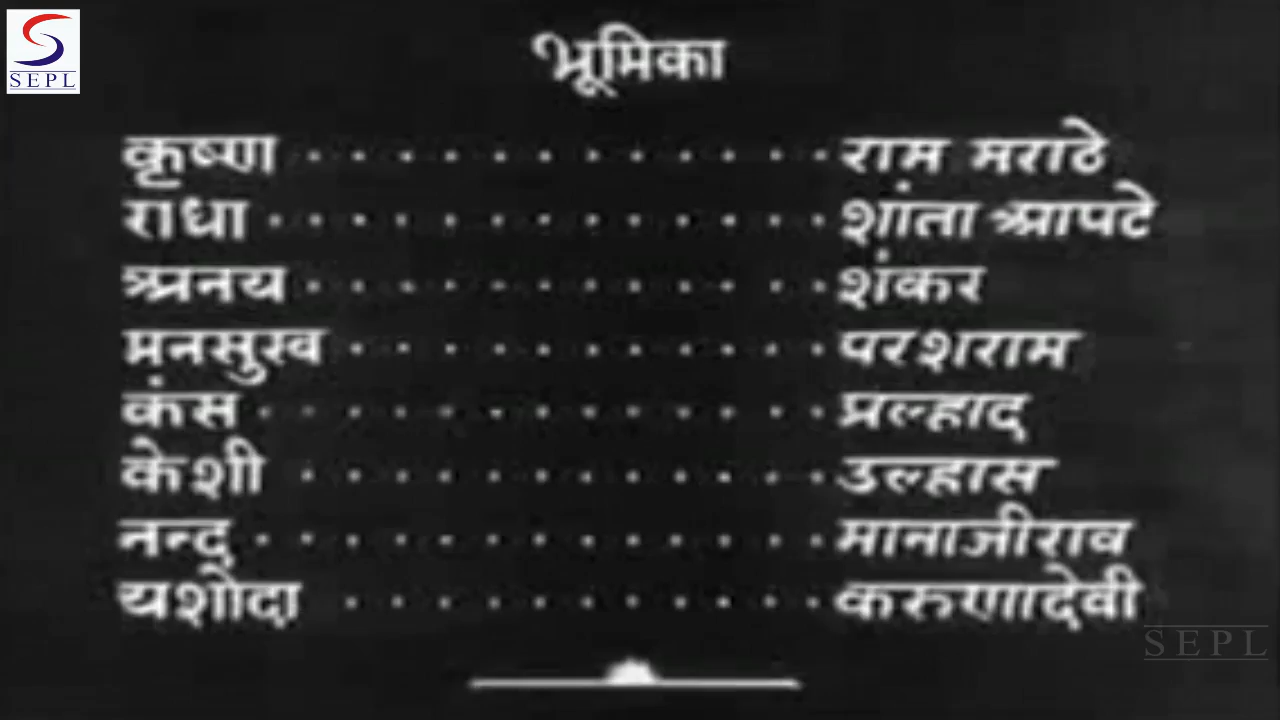 SEPL
भूमिका
कृष्ण . . . . . . . . . . . . राम मराठे
राधा . . . . . . . . . . . . . शांता आपटे
अनय . . . . . . . . . . . . शंकर
मनसुख . . . . . . . . . . . परशराम
कंस . . . . . . . . . . . . . प्रल्हाद
केशी . . . . . . . . . . . . उल्हास
नन्द . . . . . . . . . . . . . मानाजीराव
यशोदा . . . . . . . . . . . करुणादेवी
SEPL